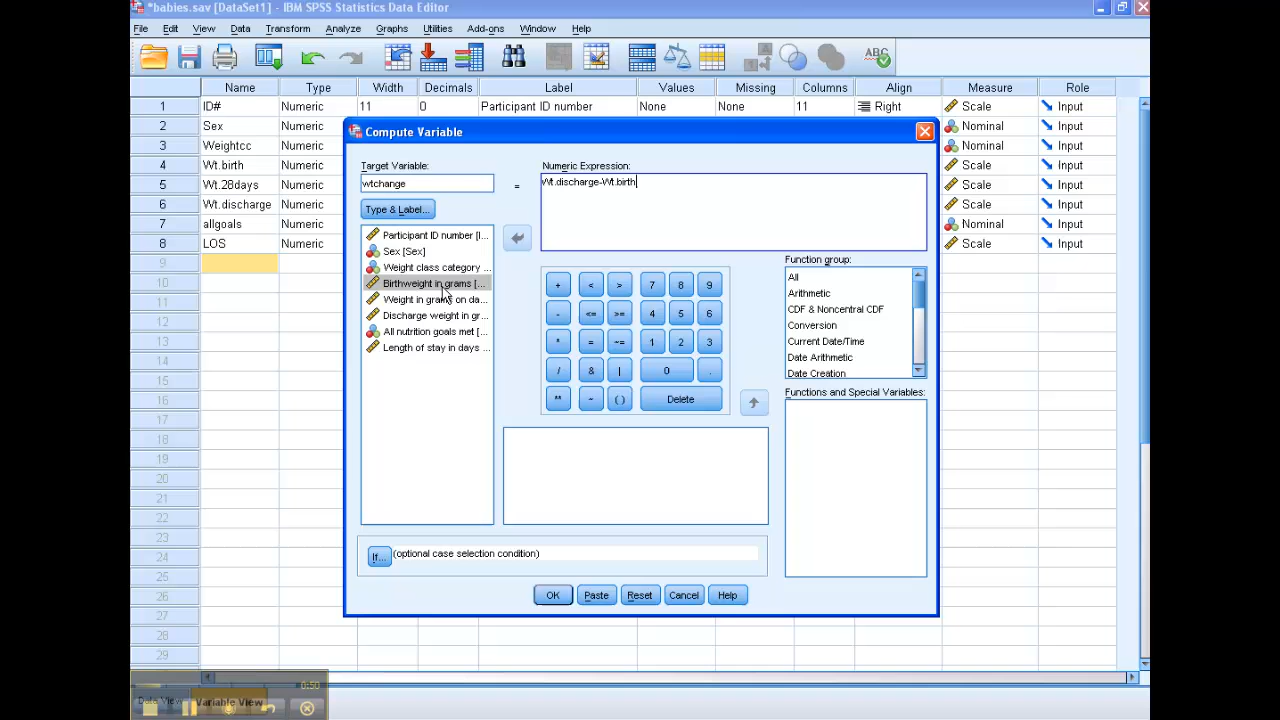 *babies.sav [DataSet1] - IBM SPSS Statistics Data Editor
File Edit View Data Transform Analyze Graphs Utilities Add-ons Window Help
ABC
Name Type Width Decimals Label Values Missing Columns Align Measure Role
1 ID# Numeric 11 0 Participant ID number None None 11 Right Scale Input
2 Sex Numeric Nominal Input
3 Weightcc Numeric Nominal Input
4 Wt.birth Numeric Scale Input
5 Wt.28days Numeric Scale Input
6 Wt.discharge Numeric Scale Input
7 allgoals Numeric Nominal Input
8 LOS Numeric Scale Input
9
10
11
12
13
14
15
16
17
18
19
20
21
22
23
24
25
26
27
28
29
Compute Variable
Target Variable:
wtchange
=
Numeric Expression:
Wt.discharge-Wt.birth
Type & Label...
Participant ID number [I...
Sex [Sex]
Weight class category ...
Birthweight in grams [...
Weight in grams on da...
Discharge weight in gr...
All nutrition goals met [...
Length of stay in days ...
+ < > 7 8 9
- <= >= 4 5 6
* = ~= 1 2 3
/ & | 0 .
** ~ ( ) Delete
Function group:
All
Arithmetic
CDF & Noncentral CDF
Conversion
Current Date/Time
Date Arithmetic
Date Creation
Functions and Special Variables:
If... (optional case selection condition)
OK Paste Reset Cancel Help
0:50
Data View Variable View